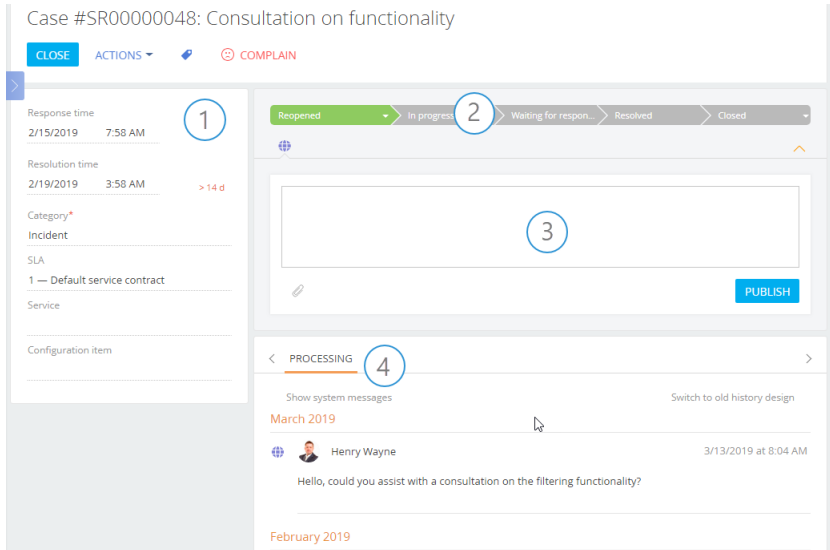 Case #SR00000048: Consultation on functionality
CLOSE ACTIONS COMPLAIN
Response time
2/15/2019 7:58 AM
Resolution time
2/19/2019 3:58 AM > 14 d
Category*
Incident
SLA
1 — Default service contract
Service
Configuration item
1
Reopened In progress Waiting for respon... Resolved Closed
2
3
PUBLISH
PROCESSING
4
Show system messages Switch to old history design
March 2019
Henry Wayne 3/13/2019 at 8:04 AM
Hello, could you assist with a consultation on the filtering functionality?
February 2019